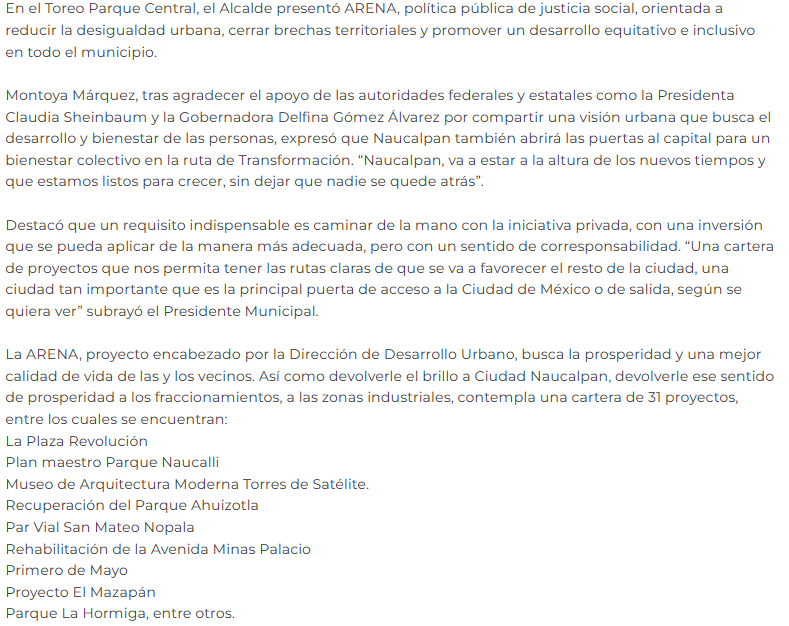 En el Toreo Parque Central, el Alcalde presentó ARENA, política pública de justicia social, orientada a
reducir la desigualdad urbana, cerrar brechas territoriales y promover un desarrollo equitativo e inclusivo
en todo el municipio.
Montoya Márquez, tras agradecer el apoyo de las autoridades federales y estatales como la Presidenta
Claudia Sheinbaum y la Gobernadora Delfina Gómez Álvarez por compartir una visión urbana que busca el
desarrollo y bienestar de las personas, expresó que Naucalpan también abrirá las puertas al capital para un
bienestar colectivo en la ruta de Transformación. “Naucalpan, va a estar a la altura de los nuevos tiempos y
que estamos listos para crecer, sin dejar que nadie se quede atrás”.
Destacó que un requisito indispensable es caminar de la mano con la iniciativa privada, con una inversión
que se pueda aplicar de la manera más adecuada, pero con un sentido de corresponsabilidad. “Una cartera
de proyectos que nos permita tener las rutas claras de que se va a favorecer el resto de la ciudad, una
ciudad tan importante que es la principal puerta de acceso a la Ciudad de México o de salida, según se
quiera ver” subrayó el Presidente Municipal.
La ARENA, proyecto encabezado por la Dirección de Desarrollo Urbano, busca la prosperidad y una mejor
calidad de vida de las y los vecinos. Así como devolverle el brillo a Ciudad Naucalpan, devolverle ese sentido
de prosperidad a los fraccionamientos, a las zonas industriales, contempla una cartera de 31 proyectos,
entre los cuales se encuentran:
La Plaza Revolución
Plan maestro Parque Naucalli
Museo de Arquitectura Moderna Torres de Satélite.
Recuperación del Parque Ahuizotla
Par Vial San Mateo Nopala
Rehabilitación de la Avenida Minas Palacio
Primero de Mayo
Proyecto El Mazapán
Parque La Hormiga, entre otros.